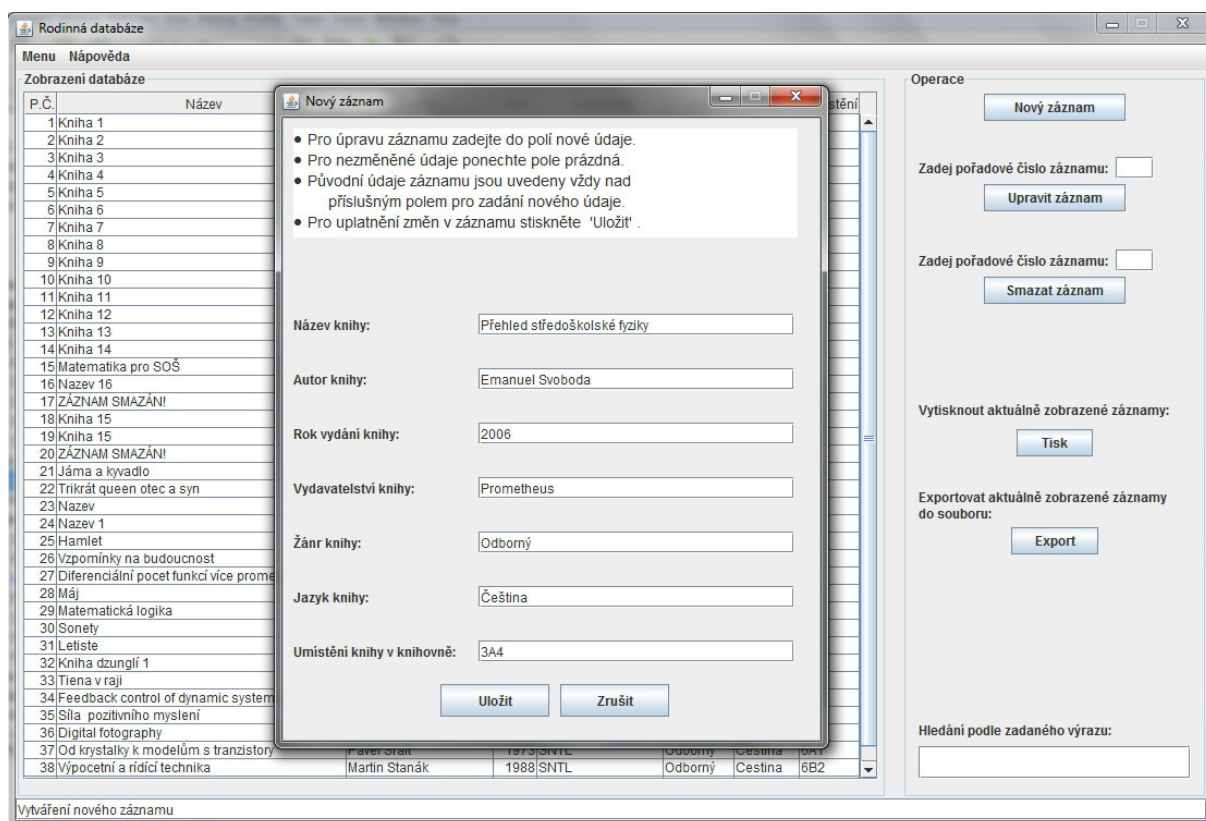 Rodinná databáze
Menu Nápověda
Zobrazení databáze
P.Č. Název
1 Kniha 1
2 Kniha 2
3 Kniha 3
4 Kniha 4
5 Kniha 5
6 Kniha 6
7 Kniha 7
8 Kniha 8
9 Kniha 9
10 Kniha 10
11 Kniha 11
12 Kniha 12
13 Kniha 13
14 Kniha 14
15 Matematika pro SOŠ
16 Nazev 16
17 ZÁZNAM SMAZÁN!
18 Kniha 15
19 Kniha 15
20 ZÁZNAM SMAZÁN!
21 Jáma a kyvadlo
22 Trikrát queen otec a syn
23 Nazev
24 Nazev 1
25 Hamlet
26 Vzpomínky na budoucnost
27 Diferenciální pocet funkcí více prome
28 Máj
29 Matematická logika
30 Sonety
31 Letiste
32 Kniha dzunglí 1
33 Tiena v raji
34 Feedback control of dynamic system
35 Síla pozitivního myslení
36 Digital fotography
37 Od krystalky k modelům s tranzistory 1973 SNTL Odborný Cestina
38 Výpocetní a rídící technika Martin Stanák 1988 SNTL Odborný Cestina 6B2
Nový záznam
● Pro úpravu záznamu zadejte do polí nové údaje.
● Pro nezměněné údaje ponechte pole prázdná.
● Původní údaje záznamu jsou uvedeny vždy nad
příslušným polem pro zadání nového údaje.
● Pro uplatnění změn v záznamu stiskněte 'Uložit' .
Název knihy: Přehled středoškolské fyziky
Autor knihy: Emanuel Svoboda
Rok vydání knihy: 2006
Vydavatelství knihy: Prometheus
Žánr knihy: Odborný
Jazyk knihy: Čeština
Umístění knihy v knihovně: 3A4
Uložit Zrušit
stění
Operace
Nový záznam
Zadej pořadové číslo záznamu:
Upravit záznam
Zadej pořadové číslo záznamu:
Smazat záznam
Vytisknout aktuálně zobrazené záznamy:
Tisk
Exportovat aktuálně zobrazené záznamy
do souboru:
Export
Hledání podle zadaného výrazu:
Vytváření nového záznamu